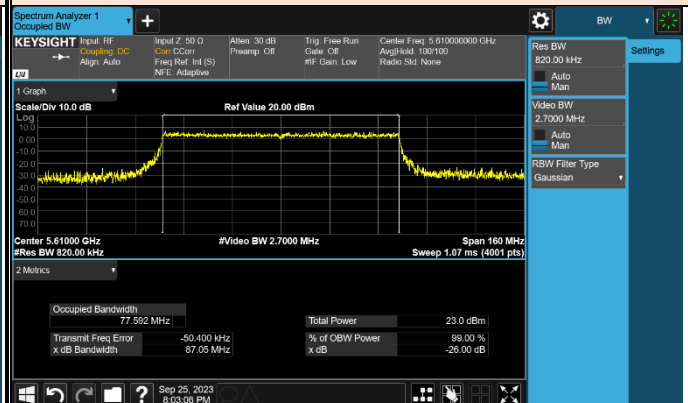 Spectrum Analyzer 1
Occupied BW
+
BW
KEYSIGHT Input: RF Input Z: 50 Ω Atten: 30 dB Trig: Free Run Center Freq: 5.610000000 GHz
Coupling: DC Corr CCorr Preamp: Off Gate: Off Avg|Hold: 100/100
Align: Auto Freq Ref: Int (S) #IF Gain: Low Radio Std: None
NFE: Adaptive
LXI
1 Graph
Scale/Div 10.0 dB Ref Value 20.00 dBm
Log
10.0
0.00
-10.0
-20.0
-30.0
-40.0
-50.0
-60.0
-70.0
Center 5.61000 GHz #Video BW 2.7000 MHz Span 160 MHz
#Res BW 820.00 kHz Sweep 1.07 ms (4001 pts)
2 Metrics
Occupied Bandwidth
77.592 MHz Total Power 23.0 dBm
Transmit Freq Error -50.400 kHz % of OBW Power 99.00 %
x dB Bandwidth 87.05 MHz x dB -26.00 dB
? Sep 25, 2023
8:03:06 PM
Res BW
820.00 kHz
Auto
Man
Video BW
2.7000 MHz
Auto
Man
RBW Filter Type
Gaussian
Settings